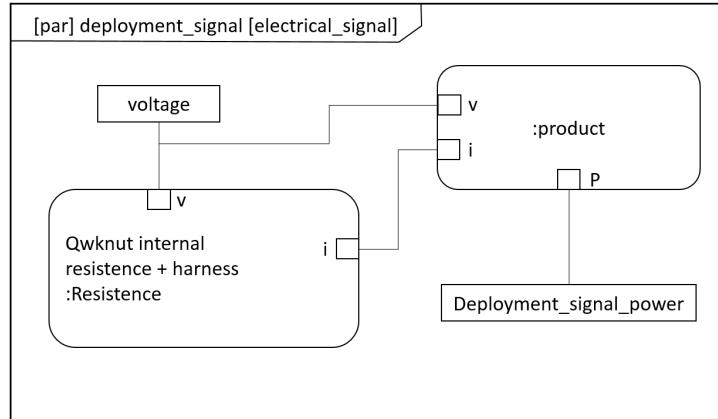 [par] deployment_signal [electrical_signal]
voltage
v
:product
i
P
v
Qwknut internal
resistence + harness
:Resistence
i
Deployment_signal_power